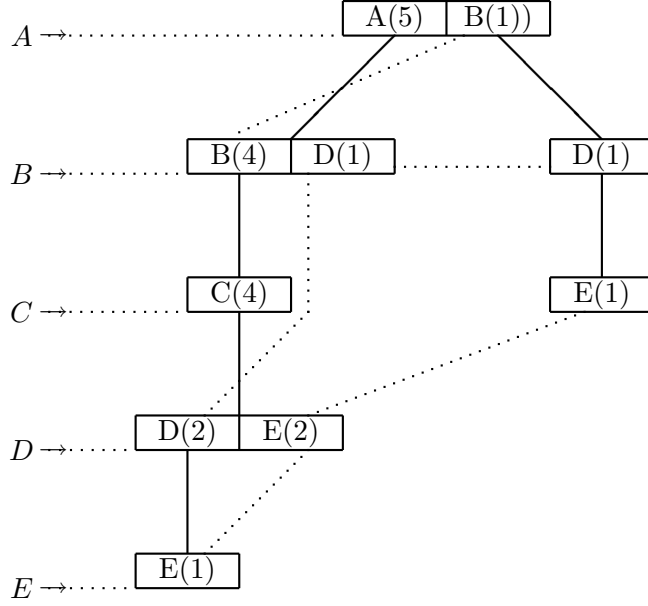 A(5) B(1))
A →
B(4) D(1) D(1)
B →
C(4) E(1)
C →
D(2) E(2)
D →
E(1)
E →